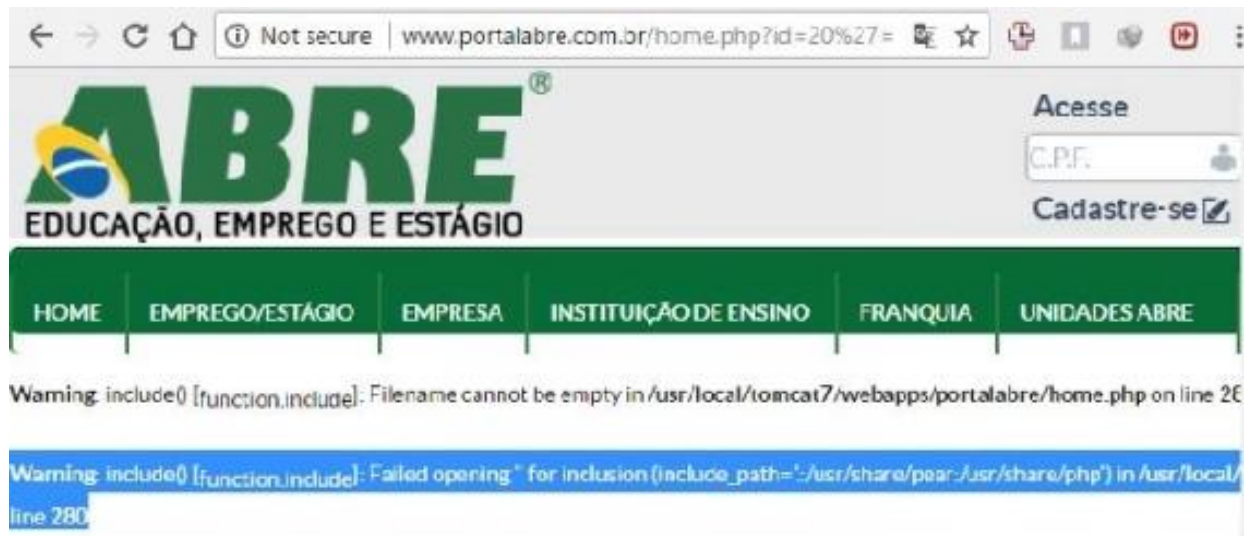 Not secure | www.portalabre.com.br/home.php?id=20%27=
ABRE®
EDUCAÇÃO, EMPREGO E ESTÁGIO
Acesse
C.P.F.
Cadastre-se
HOME EMPREGO/ESTÁGIO EMPRESA INSTITUIÇÃO DE ENSINO FRANQUIA UNIDADES ABRE
Warning: include() [function.include]: Filename cannot be empty in /usr/local/tomcat7/webapps/portalabre/home.php on line 28
Warning: include() [function.include]: Failed opening '' for inclusion (include_path='.:/usr/share/pear:/usr/share/php') in /usr/local/
line 280